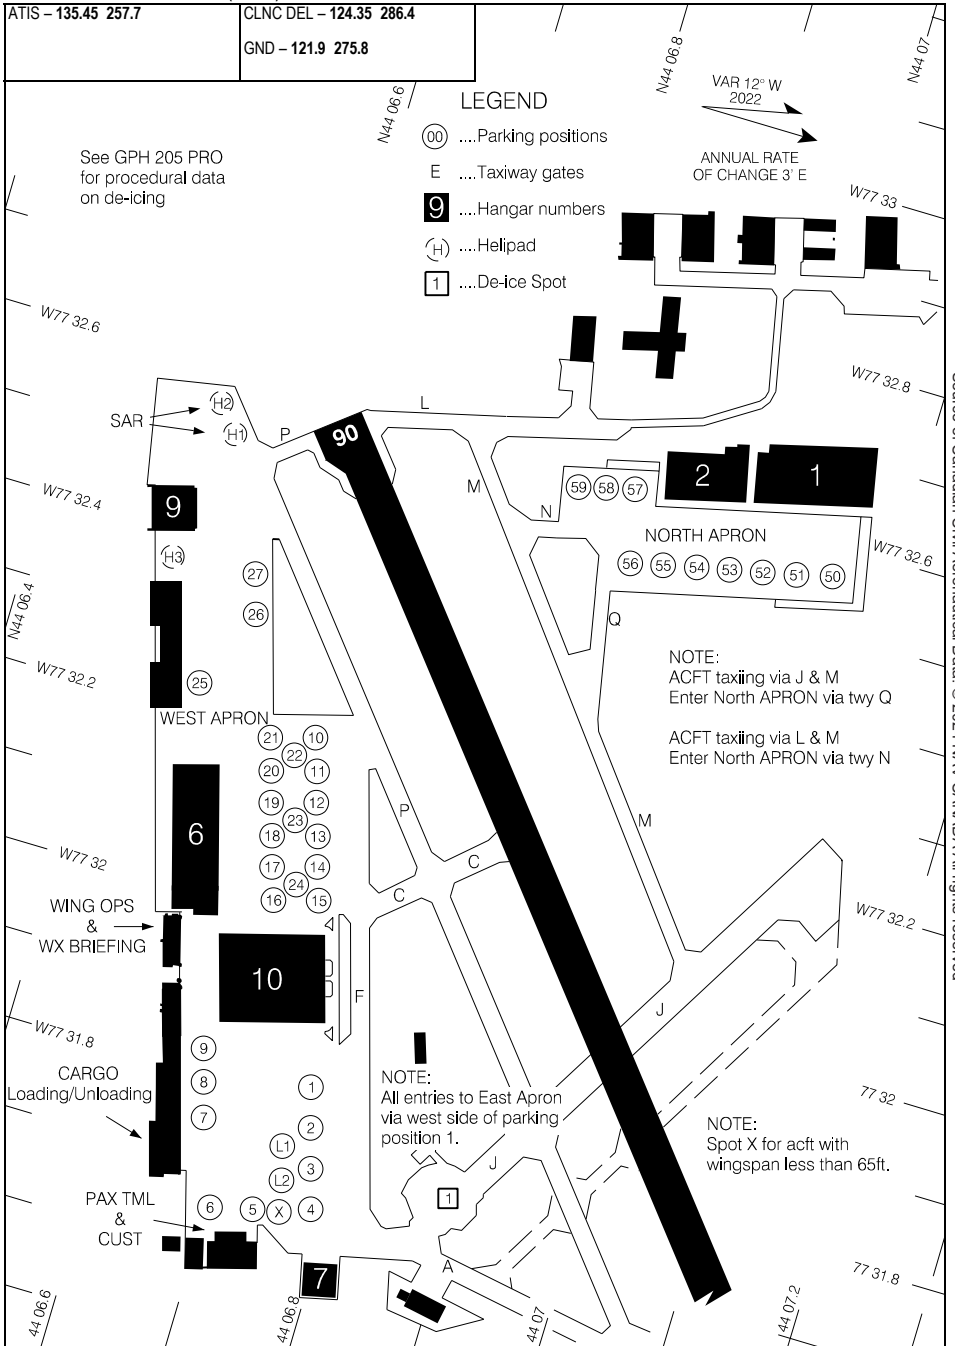 ATIS – 135.45 257.7
CLNC DEL – 124.35 286.4
GND – 121.9 275.8
N44 06.6
N44 06.8
N44 07
VAR 12° W
2022
ANNUAL RATE
OF CHANGE 3' E
LEGEND
00 ....Parking positions
E ....Taxiway gates
9 ....Hangar numbers
H ....Helipad
1 ....De-ice Spot
See GPH 205 PRO
for procedural data
on de-icing
W77 33
W77 32.6
W77 32.8
SAR
H2
H1
P
L
90
W77 32.4
9
M
N
59 58 57
2
1
NORTH APRON
H3
W77 32.6
56 55 54 53 52 51 50
27
26
N44 06.4
Q
W77 32.2
25
NOTE:
ACFT taxiing via J & M
Enter North APRON via twy Q
ACFT taxiing via L & M
Enter North APRON via twy N
WEST APRON
21 10
22
20 11
19 12
23
18 13
P
M
6
17 14
24
16 15
C
C
W77 32
WING OPS
&
WX BRIEFING
W77 32.2
10
F
J
W77 31.8
9
8
7
CARGO
Loading/Unloading
NOTE:
All entries to East Apron
via west side of parking
position 1.
1
2
L1
3
L2
77 32
NOTE:
Spot X for acft with
wingspan less than 65ft.
J
1
PAX TML
&
CUST
6 5 X 4
7
A
77 31.8
44 06.6
44 06.8
44 07
44 07.2